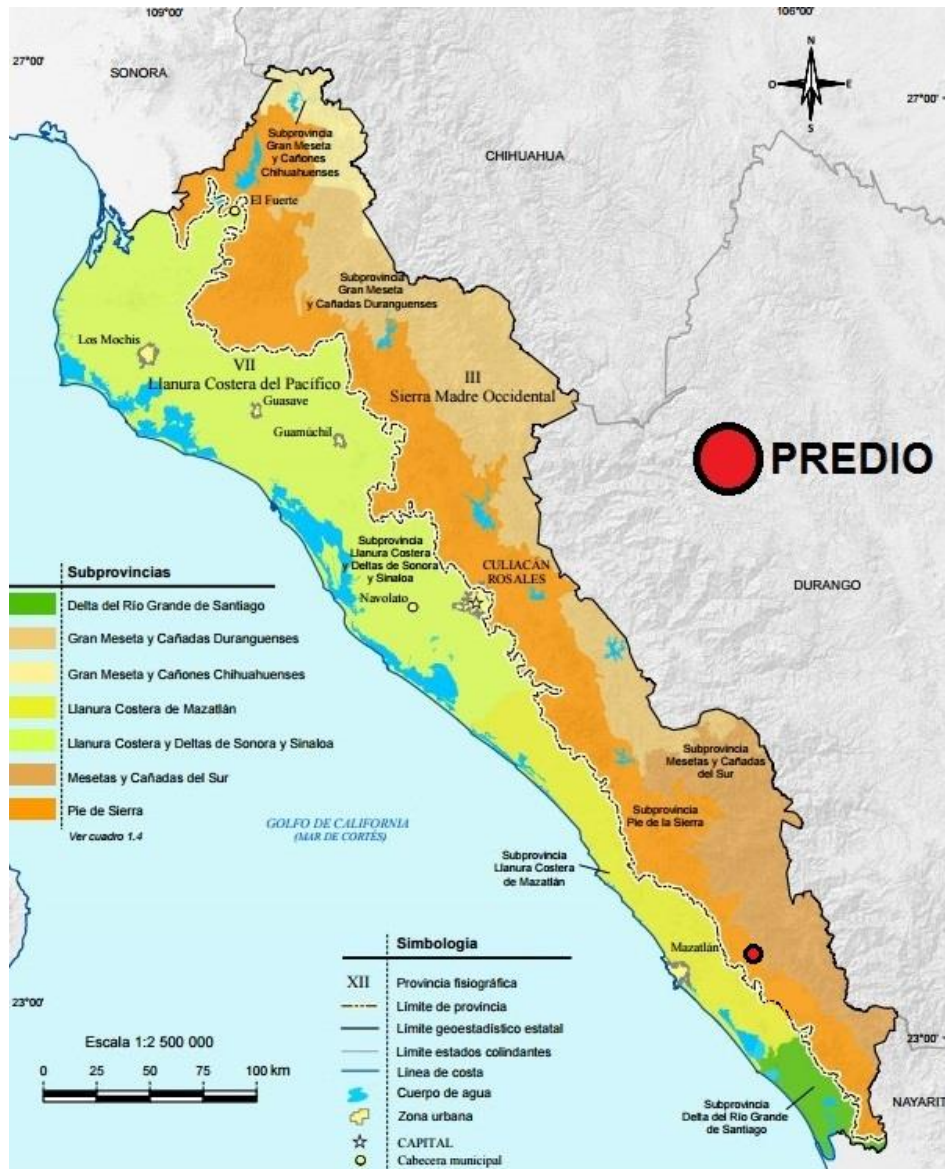 109°00'
106°00'
27°00'
SONORA
N
O
E
S
27°00'
Subprovincia
Gran Meseta
y Cañones
Chihuahuenses
CHIHUAHUA
El Fuerte
Subprovincia
Gran Meseta
y Cañadas Duranguenses
Los Mochis
VII
Llanura Costera del Pacífico
III
Sierra Madre Occidental
Guasave
Guamúchil
PREDIO
Subprovincia
Llanura Costera
y Deltas de Sonora
y Sinaloa
CULIACÁN
ROSALES
Navolato
DURANGO
Subprovincias
Delta del Río Grande de Santiago
Gran Meseta y Cañadas Duranguenses
Gran Meseta y Cañones Chihuahuenses
Llanura Costera de Mazatlán
Llanura Costera y Deltas de Sonora y Sinaloa
Mesetas y Cañadas del Sur
Pie de Sierra
Ver cuadro 1.4
Subprovincia
Mesetas y Cañadas
del Sur
Subprovincia
Pie de la Sierra
GOLFO DE CALIFORNIA
(MAR DE CORTÉS)
Subprovincia
Llanura Costera
de Mazatlán
Mazatlán
Simbología
XII Provincia fisiográfica
Límite de provincia
Límite geoestadístico estatal
Límite estados colindantes
Línea de costa
Cuerpo de agua
Zona urbana
CAPITAL
Cabecera municipal
23°00'
23°00'
Escala 1:2 500 000
0 25 50 75 100 km
Subprovincia
Delta del Río Grande
de Santiago
NAYARIT